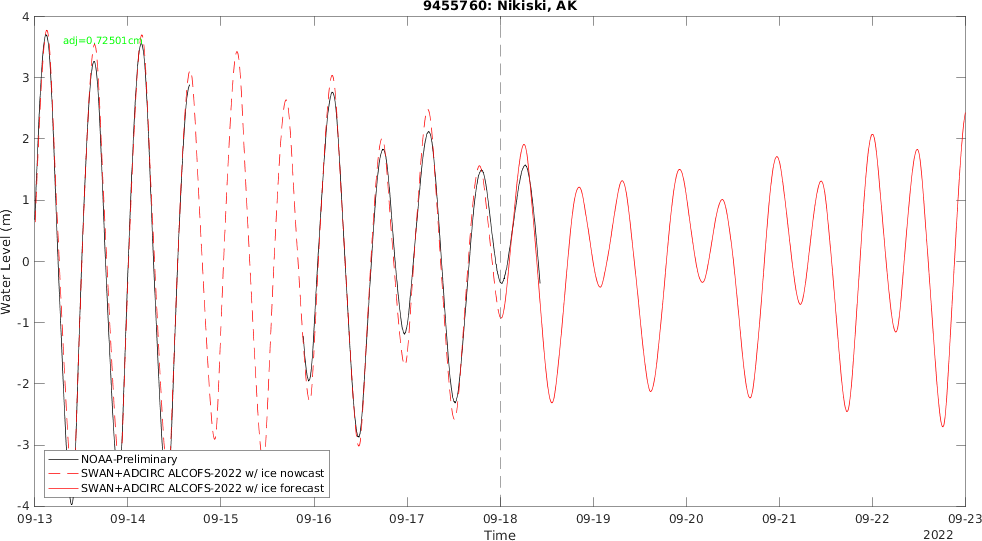 9455760: Nikiski, AK
adj=0.72501cm
Water Level (m)
4
3
2
1
0
-1
-2
-3
-4
NOAA-Preliminary
SWAN+ADCIRC ALCOFS-2022 w/ ice nowcast
SWAN+ADCIRC ALCOFS-2022 w/ ice forecast
09-13 09-14 09-15 09-16 09-17 09-18 09-19 09-20 09-21 09-22 09-23
Time
2022